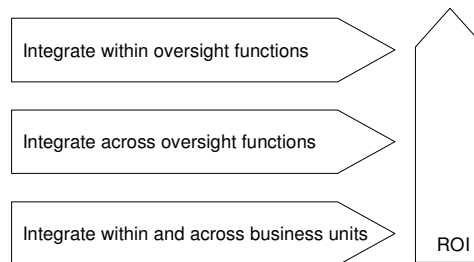 Integrate within oversight functions
Integrate across oversight functions
Integrate within and across business units
ROI